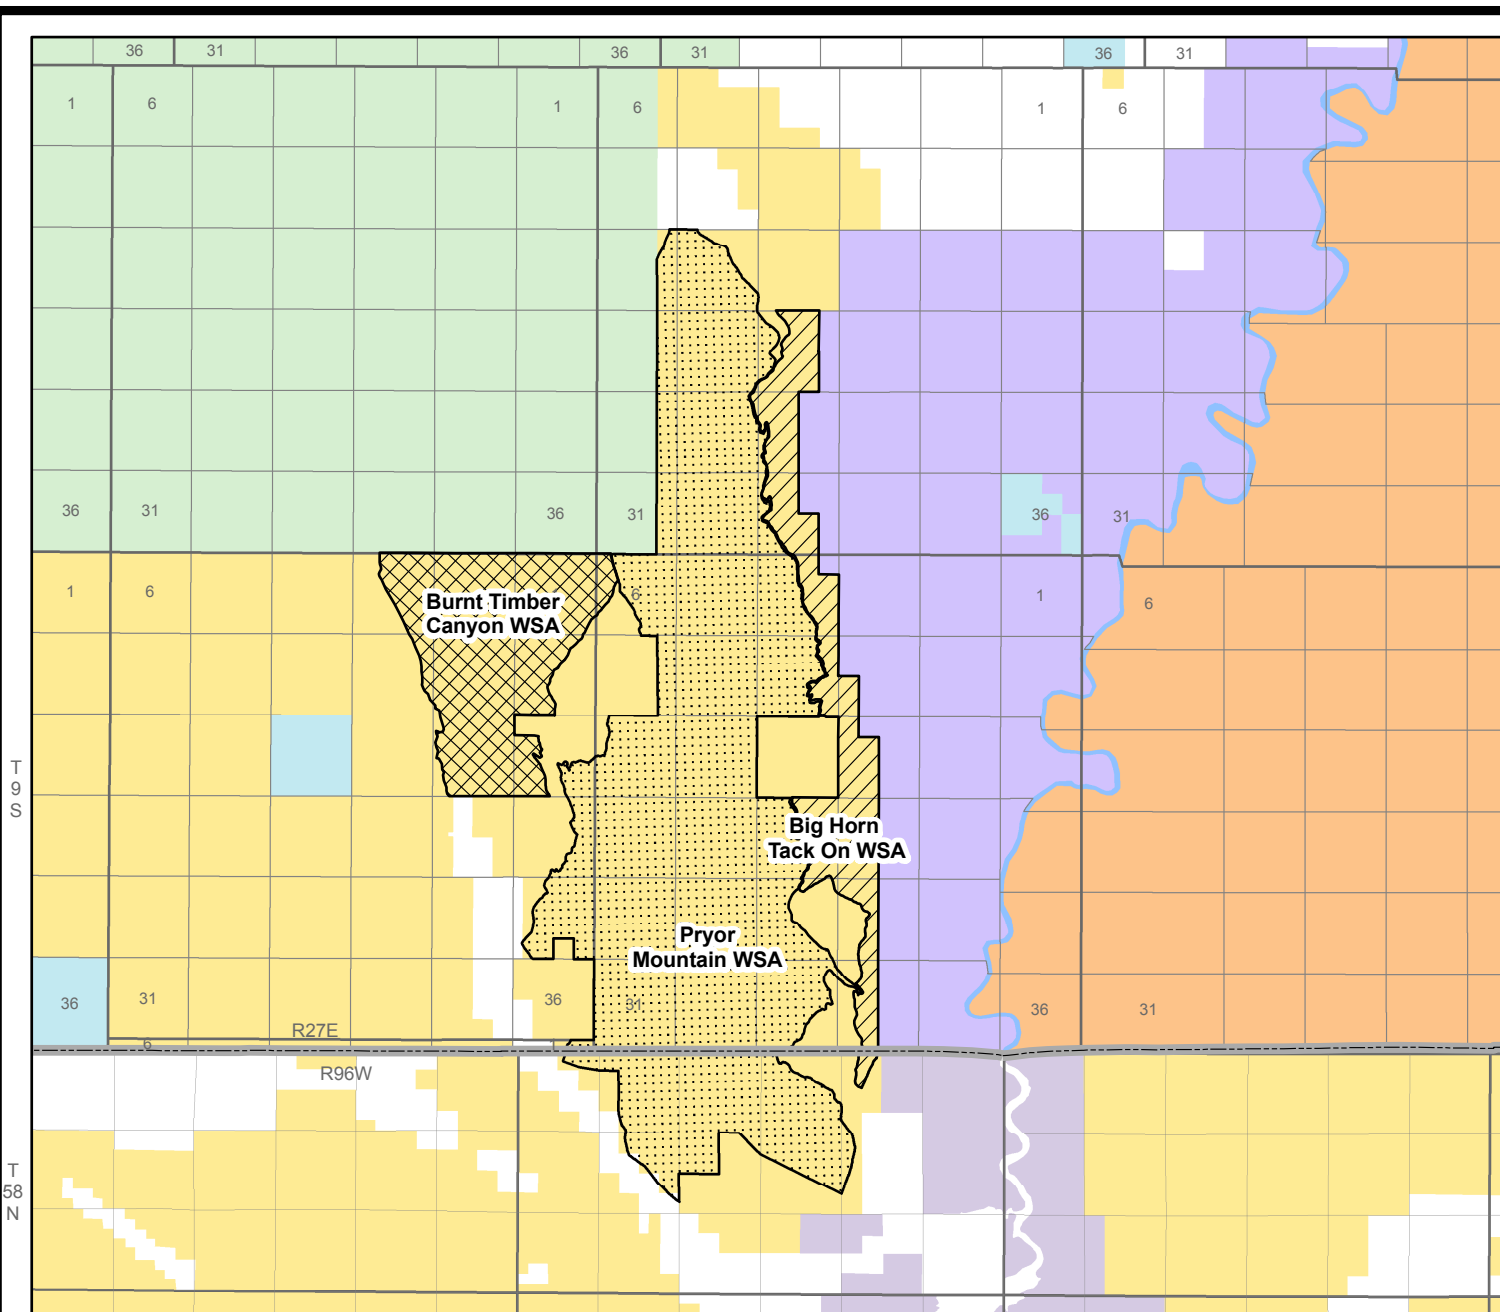 36 31 36 31 36 31
1 6 1 6 1 6
36 31 36 31 36 31
1 6 6 1 6
Burnt Timber
Canyon WSA
T
9
S
Big Horn
Tack On WSA
Pryor
Mountain WSA
36 31 36 31 36 31
R27E
6
R96W
T
58
N